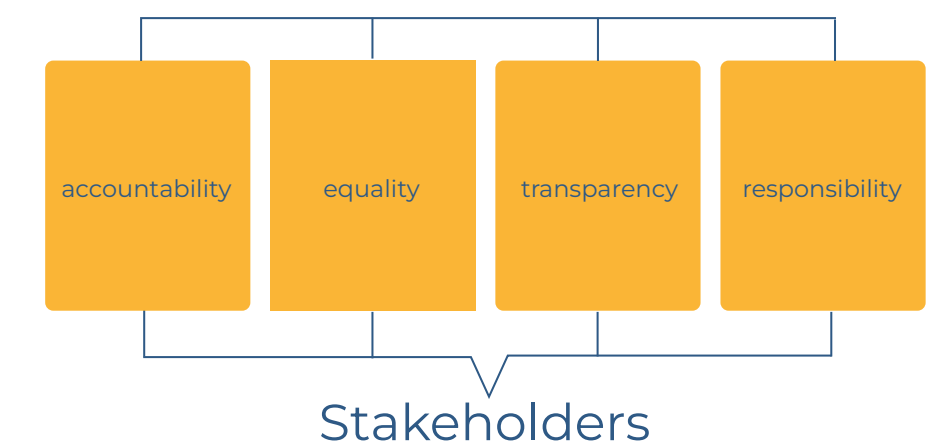 accountability
equality
transparency
responsibility
Stakeholders